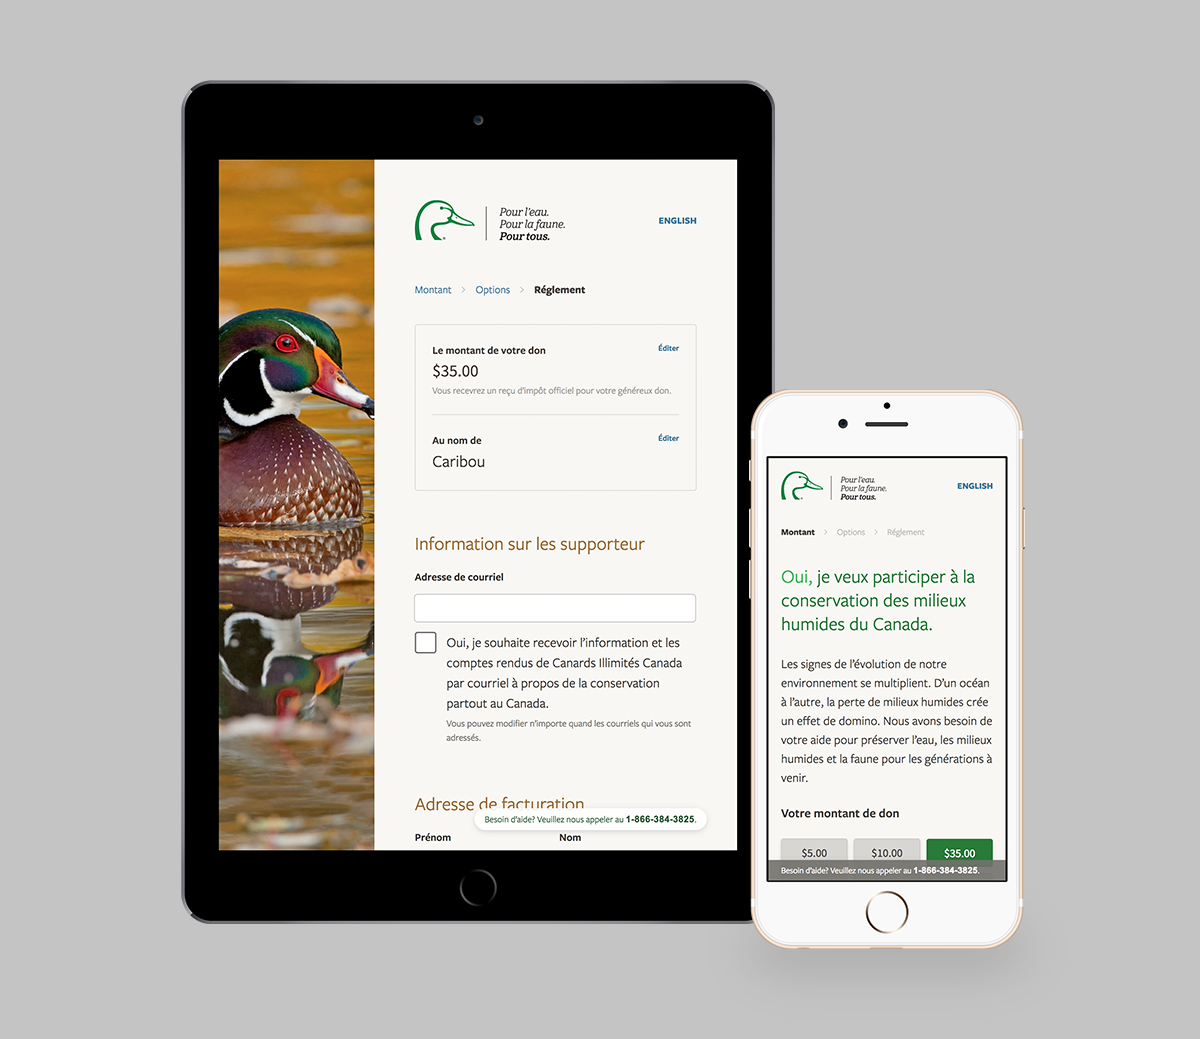 Pour l'eau.
Pour la faune.
Pour tous.
ENGLISH
Montant > Options > Réglement
Le montant de votre don
Éditer
$35.00
Vous recevrez un reçu d'impôt officiel pour votre généreux don.
Au nom de
Éditer
Caribou
Information sur les supporteur
Adresse de courriel
Oui, je souhaite recevoir l'information et les
comptes rendus de Canards Illimités Canada
par courriel à propos de la conservation
partout au Canada.
Vous pouvez modifier n'importe quand les courriels qui vous sont
adressés.
Adresse de facturation
Besoin d'aide? Veuillez nous appeler au 1-866-384-3825.
Prénom
Nom
Pour l'eau.
Pour la faune.
Pour tous.
ENGLISH
Montant > Options > Réglement
Oui, je veux participer à la
conservation des milieux
humides du Canada.
Les signes de l'évolution de notre
environnement se multiplient. D'un océan
à l'autre, la perte de milieux humides crée
un effet de domino. Nous avons besoin de
votre aide pour préserver l'eau, les milieux
humides et la faune pour les générations à
venir.
Votre montant de don
$5.00
$10.00
$35.00
Besoin d'aide? Veuillez nous appeler au 1-866-384-3825.